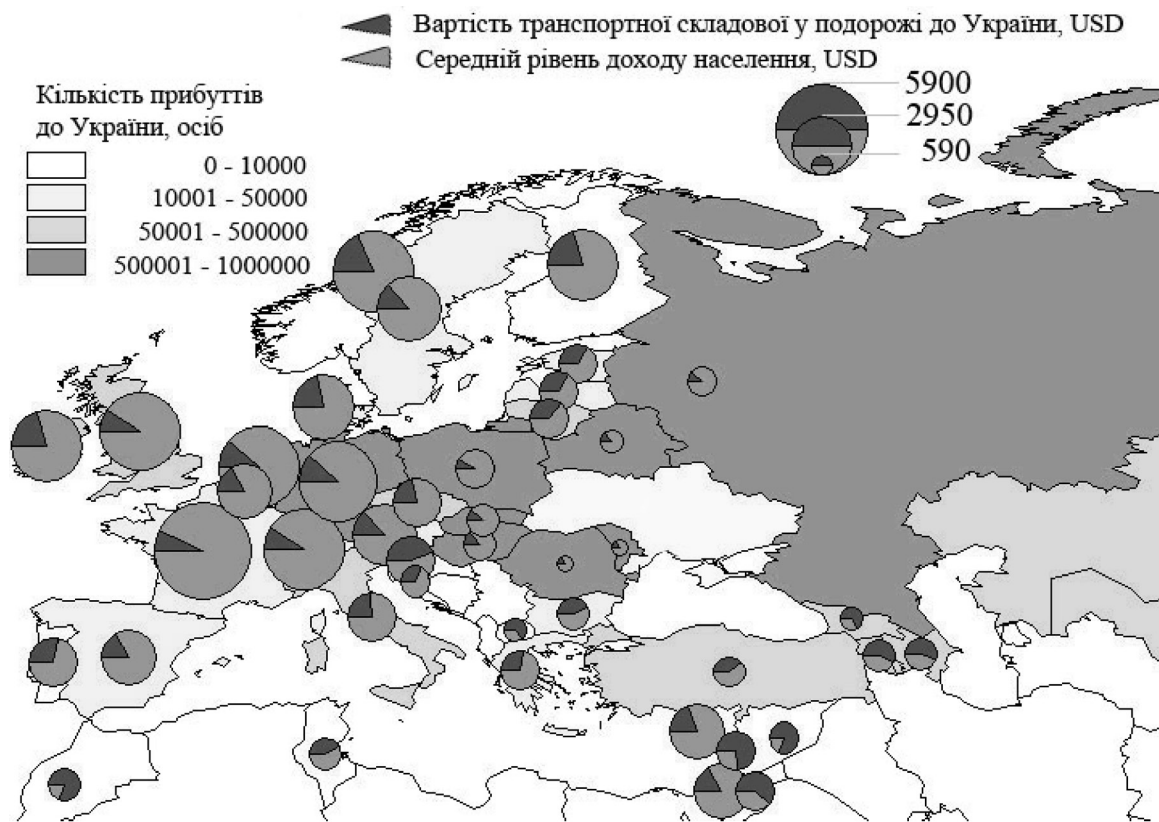 Вартість транспортної складової у подорожі до України, USD
Середній рівень доходу населення, USD
5900
2950
590
Кількість прибуттів
до України, осіб
0 - 10000
10001 - 50000
50001 - 500000
500001 - 1000000